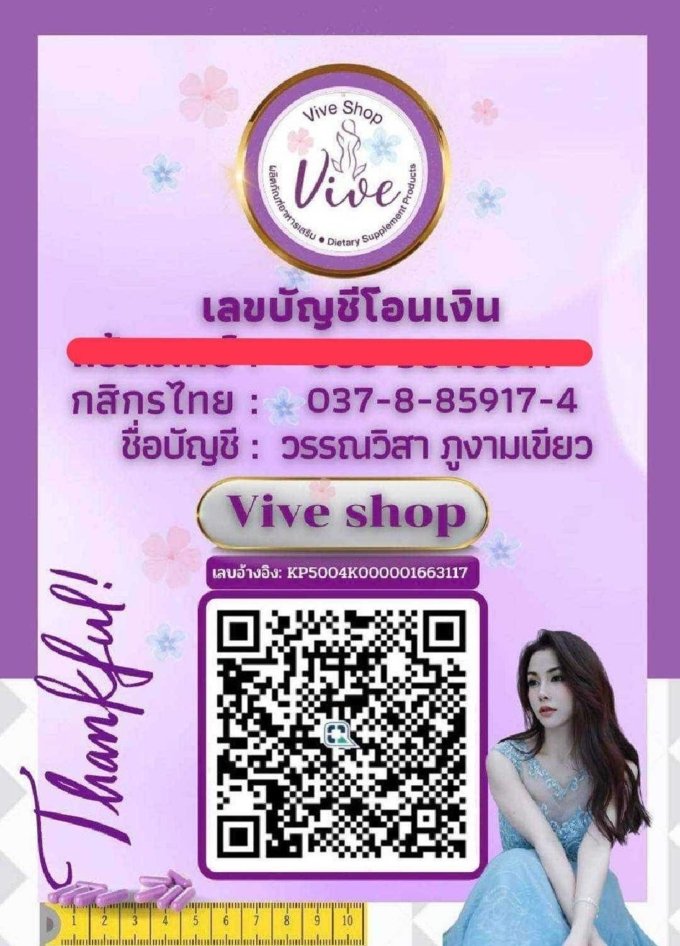 Vive Shop
Vive
ผลิตภัณฑ์อาหารเสริม • Dietary Supplement Products
เลขบัญชีโอนเงิน
กสิกรไทย : 037-8-85917-4
ชื่อบัญชี : วรรณวิสา ภูงามเขียว
Vive shop
เลขอ้างอิง: KP5004K000001663117
Thankful!
1 2 3 4 5 6 7 8 9 10